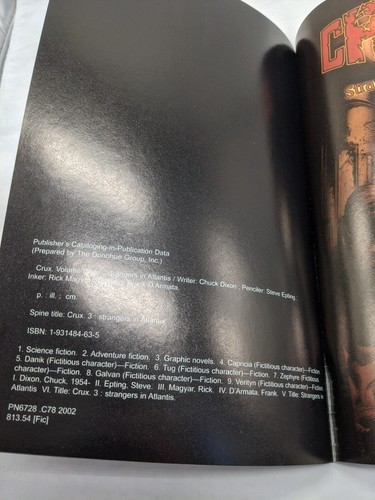 Publisher's Cataloging-in-Publication Data
(Prepared by The Donohue Group, Inc.)
Crux. Volume in Atlantis / Writer: Chuck Dixon ; Penciler: Steve Epting ;
Inker: Rick Magyar D'Armata.
p. : ill. ; cm.
Spine title: Crux. 3 : strangers in Atlantis
ISBN: 1-931484-63-5
1. Science fiction. 2. Adventure fiction. 3. Graphic novels. 4. Capricia (Fictitious character)—Fiction.
5. Danik (Fictitious character)—Fiction. 6. Tug (Fictitious character)—Fiction. 7. Zephyre (Fictitious
character)—Fiction. 8. Galvan (Fictitious character)—Fiction. 9. Verityn (Fictitious character)—Fiction
I. Dixon, Chuck, 1954- II. Epting, Steve. III. Magyar, Rick. IV. D'Armata, Frank. V. Title: Strangers in
Atlantis VI. Title: Crux. 3 : strangers in Atlantis.
PN6728 .C78 2002
813.54 [Fic]